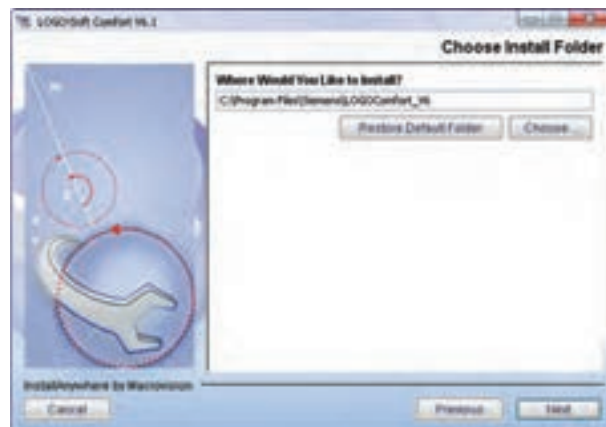 LOGO!Soft Comfort V6.1
Choose Install Folder
Where Would You Like to Install?
C:\Program Files\Siemens\LOGOComfort_V6
Restore Default Folder
Choose...
InstallAnywhere by Macrovision
Cancel
Previous
Next